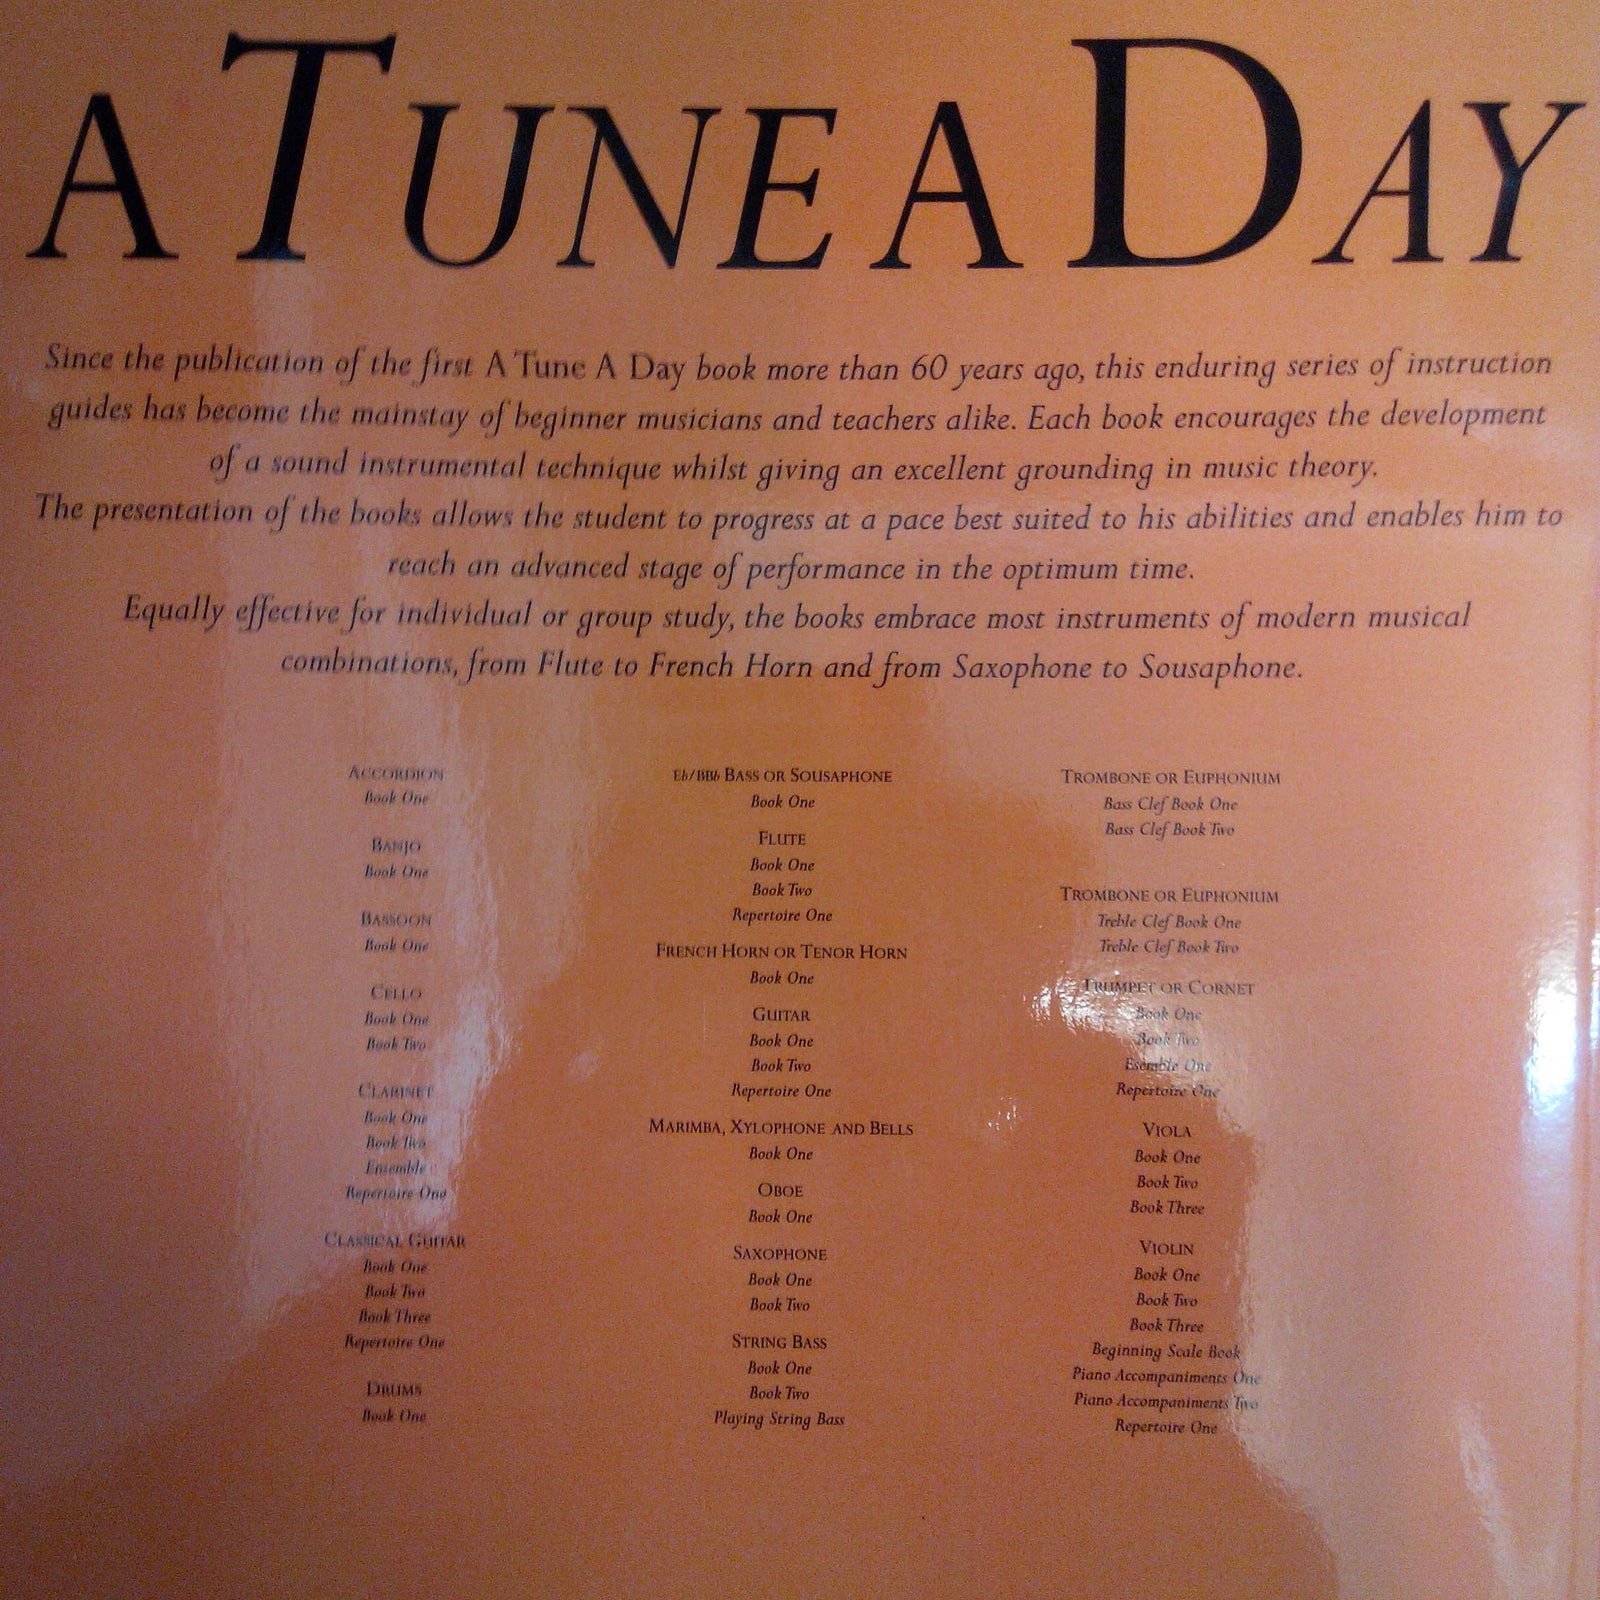 A TUNE A DAY
Since the publication of the first A Tune A Day book more than 60 years ago, this enduring series of instruction
guides has become the mainstay of beginner musicians and teachers alike. Each book encourages the development
of a sound instrumental technique whilst giving an excellent grounding in music theory.
The presentation of the books allows the student to progress at a pace best suited to his abilities and enables him to
reach an advanced stage of performance in the optimum time.
Equally effective for individual or group study, the books embrace most instruments of modern musical
combinations, from Flute to French Horn and from Saxophone to Sousaphone.
ACCORDION
Book One
BANJO
Book One
BASSOON
Book One
CELLO
Book One
Book Two
CLARINET
Book One
Book Two
Ensemble
Repertoire One
CLASSICAL GUITAR
Book One
Book Two
Book Three
Repertoire One
DRUMS
Book One
Eb/BBb BASS OR SOUSAPHONE
Book One
FLUTE
Book One
Book Two
Repertoire One
FRENCH HORN OR TENOR HORN
Book One
GUITAR
Book One
Book Two
Repertoire One
MARIMBA, XYLOPHONE AND BELLS
Book One
OBOE
Book One
SAXOPHONE
Book One
Book Two
STRING BASS
Book One
Book Two
Playing String Bass
TROMBONE OR EUPHONIUM
Bass Clef Book One
Bass Clef Book Two
TROMBONE OR EUPHONIUM
Treble Clef Book One
Treble Clef Book Two
TRUMPET OR CORNET
Book One
Book Two
Esemble One
Repertoire One
VIOLA
Book One
Book Two
Book Three
VIOLIN
Book One
Book Two
Book Three
Beginning Scale Book
Piano Accompaniments One
Piano Accompaniments Two
Repertoire One